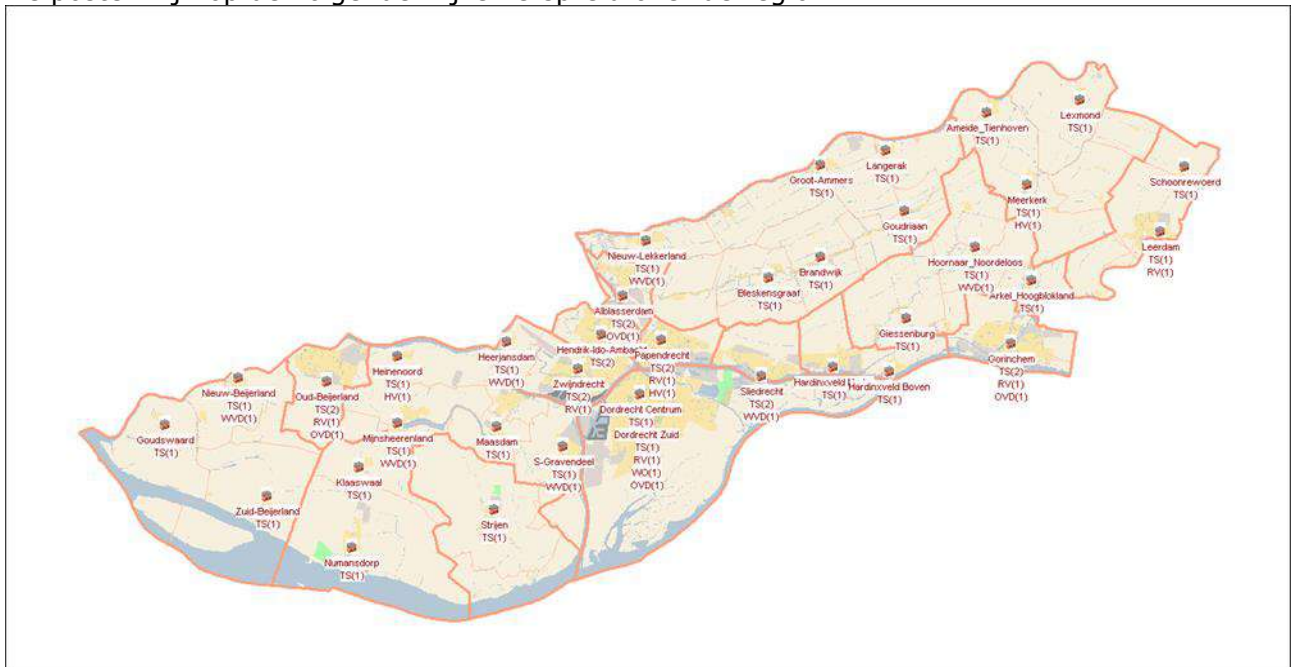 Lexmond
TS(1)
Ameide_Tienhoven
TS(1)
Langerak
TS(1)
Groot-Ammers
TS(1)
Schoonrewoerd
TS(1)
Meerkerk
TS(1)
HV(1)
Goudriaan
TS(1)
Leerdam
TS(1)
RV(1)
Nieuw-Lekkerland
TS(1)
WVD(1)
Hoornaar_Noordeloos
TS(1)
WVD(1)
Brandwijk
TS(1)
Bleskensgraaf
TS(1)
Arkel_Hoogblokland
TS(1)
Alblasserdam
TS(2)
OVD(1)
Giessenburg
TS(1)
Hendrik-Ido-Ambac
TS(2)
Papendrecht
TS(2)
RV(1)
HV(1)
Gorinchem
TS(2)
RV(1)
OVD(1)
Heerjansdam
TS(1)
WVD(1)
Heinenoord
TS(1)
HV(1)
Zwijndrecht
TS(2)
RV(1)
Hardinxveld
TS(1)
Hardinxveld Boven
TS(1)
Sliedrecht
TS(2)
WVD(1)
Nieuw-Beijerland
TS(1)
WVD(1)
Oud-Beijerland
TS(2)
RV(1)
OVD(1)
Dordrecht Centrum
TS(1)
Dordrecht Zuid
TS(1)
RV(1)
WO(1)
OVD(1)
Goudswaard
TS(1)
Mijnsheerenland
TS(1)
WVD(1)
Maasdam
TS(1)
S-Gravendeel
TS(1)
WVD(1)
Klaaswaal
TS(1)
Zuid-Beijerland
TS(1)
Strijen
TS(1)
Numansdorp
TS(1)